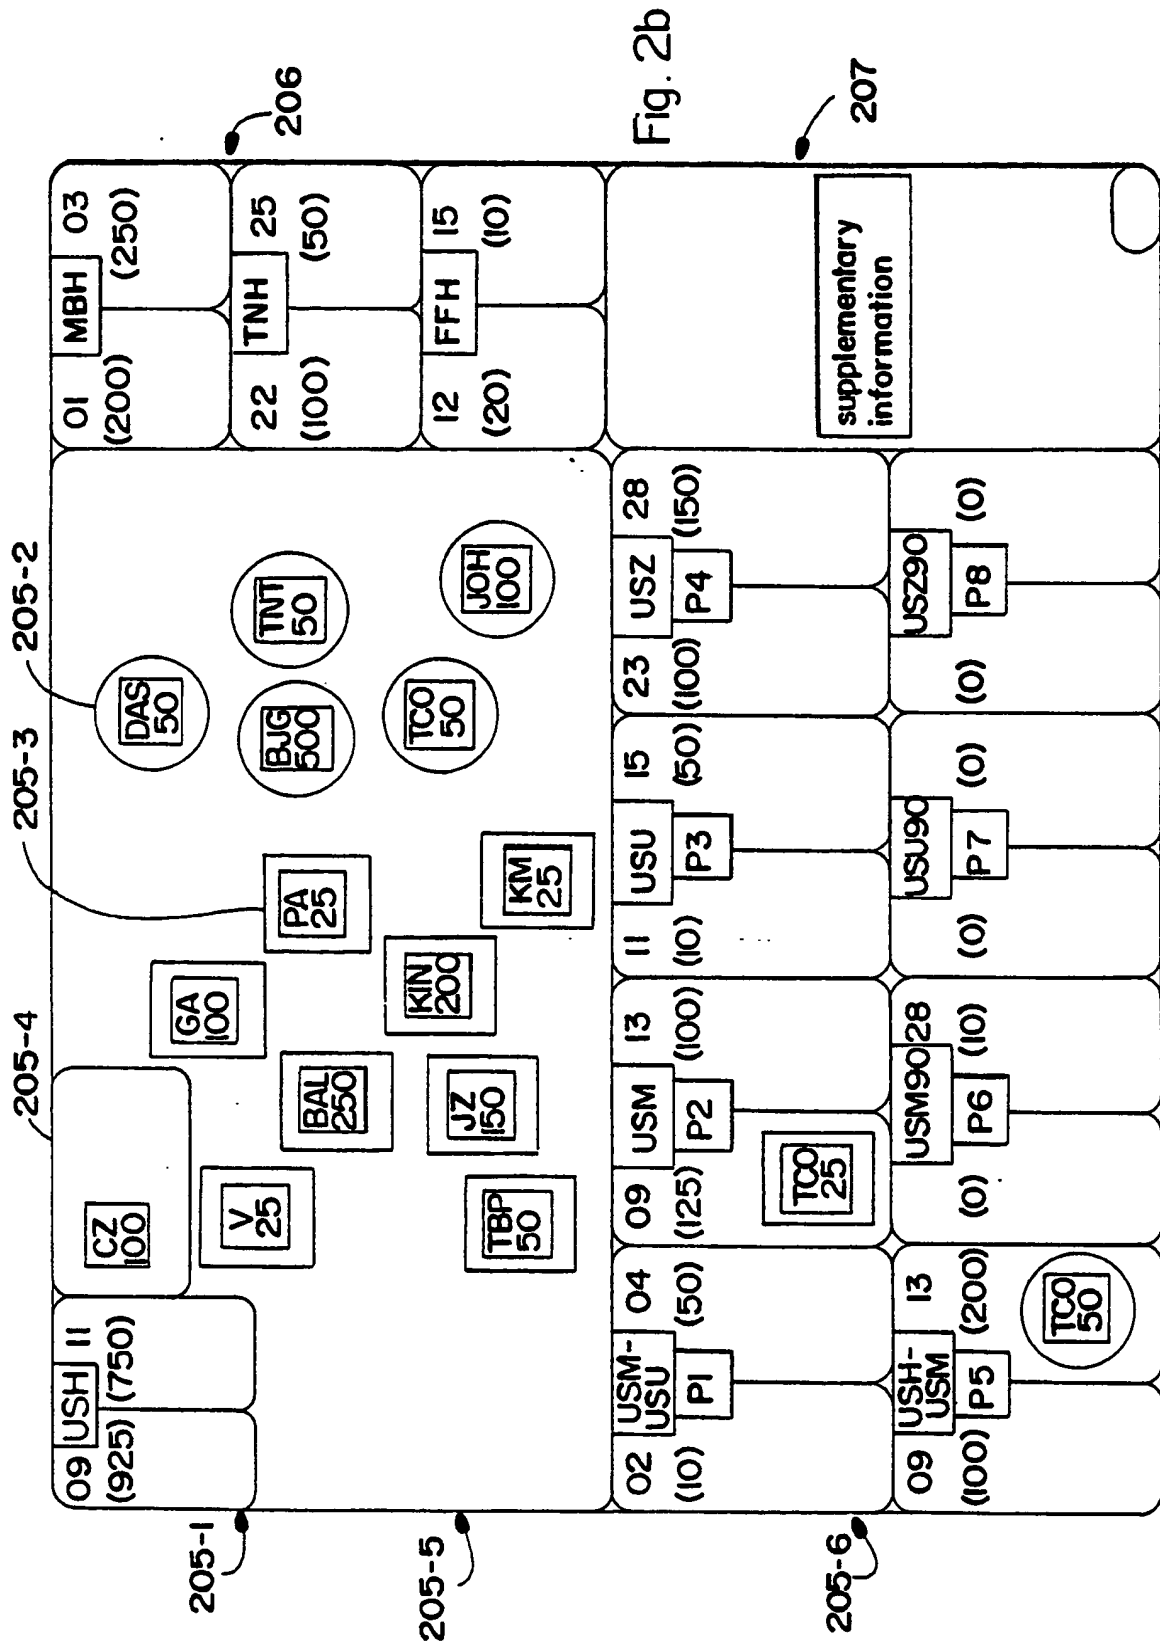 205-4
205-3
205-2
09 USH 11
(925) (750)
CZ
100
V
25
GA
100
BAL
250
PA
25
KIN
200
JZ
150
TBP
50
KM
25
DAS
50
TNT
50
BJG
500
TCO
50
JOH
100
01 MBH 03
(200) (250)
22 TNH 25
(100) (50)
12 FFH 15
(20) (10)
206
205-1
205-5
205-6
02 USM-
USU 04
(10) P1 (50)
09 USM 13
(125) P2 (100)
TCO
25
11 USU 15
(10) P3 (50)
23 USZ 28
(100) P4 (150)
09 USH-
USM 13
(100) P5 (200)
TCO
50
USM90 28
(0) P6 (10)
USU90
(0) P7 (0)
USZ90
(0) P8 (0)
supplementary
information
207
Fig. 2b